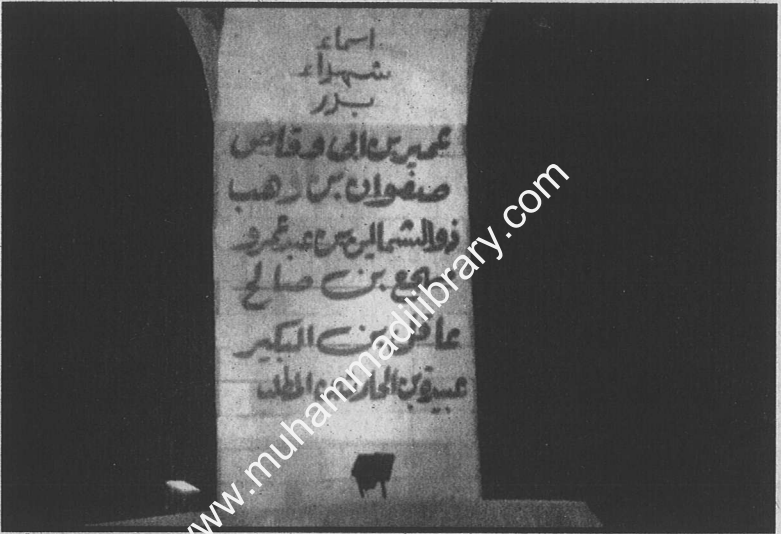 اسماء
شهداء
بدر
عمير بن ابي وقاص
صفوان بن وهب
ذو الشمالين بن عبد عمرو
مهجع بن صالح
عاقل بن البكير
عبيدة بن الحارث المطلب
www.muhammadilibrary.com